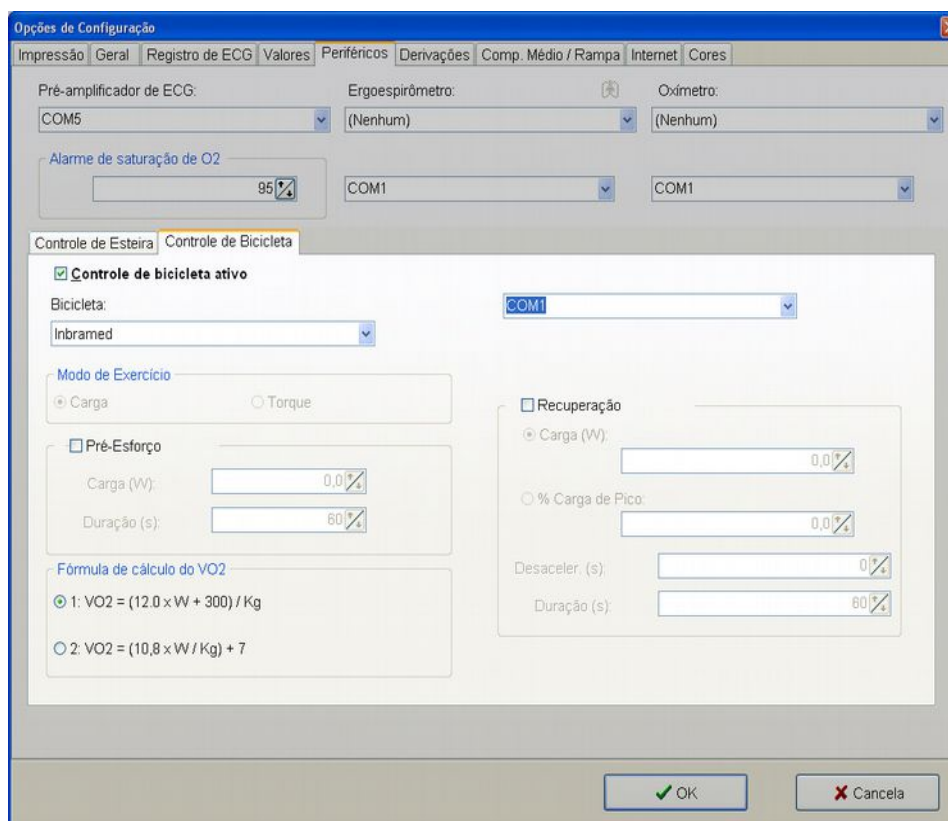 Opções de Configuração
Impressão Geral Registro de ECG Valores Periféricos Derivações Comp. Médio / Rampa Internet Cores
Pré-amplificador de ECG: Ergoespirômetro: Oxímetro:
COM5 (Nenhum) (Nenhum)
Alarme de saturação de O2
95 COM1 COM1
Controle de Esteira Controle de Bicicleta
Controle de bicicleta ativo
Bicicleta: COM1
Inbramed
Modo de Exercício
Carga Torque
Pré-Esforço
Carga (W): 0,0
Duração (s): 60
Recuperação
Carga (W):
0,0
% Carga de Pico:
0,0
Desaceler. (s): 0
Duração (s): 60
Fórmula de cálculo do VO2
1: VO2 = (12.0 x W + 300) / Kg
2: VO2 = (10,8 x W / Kg) + 7
OK Cancela